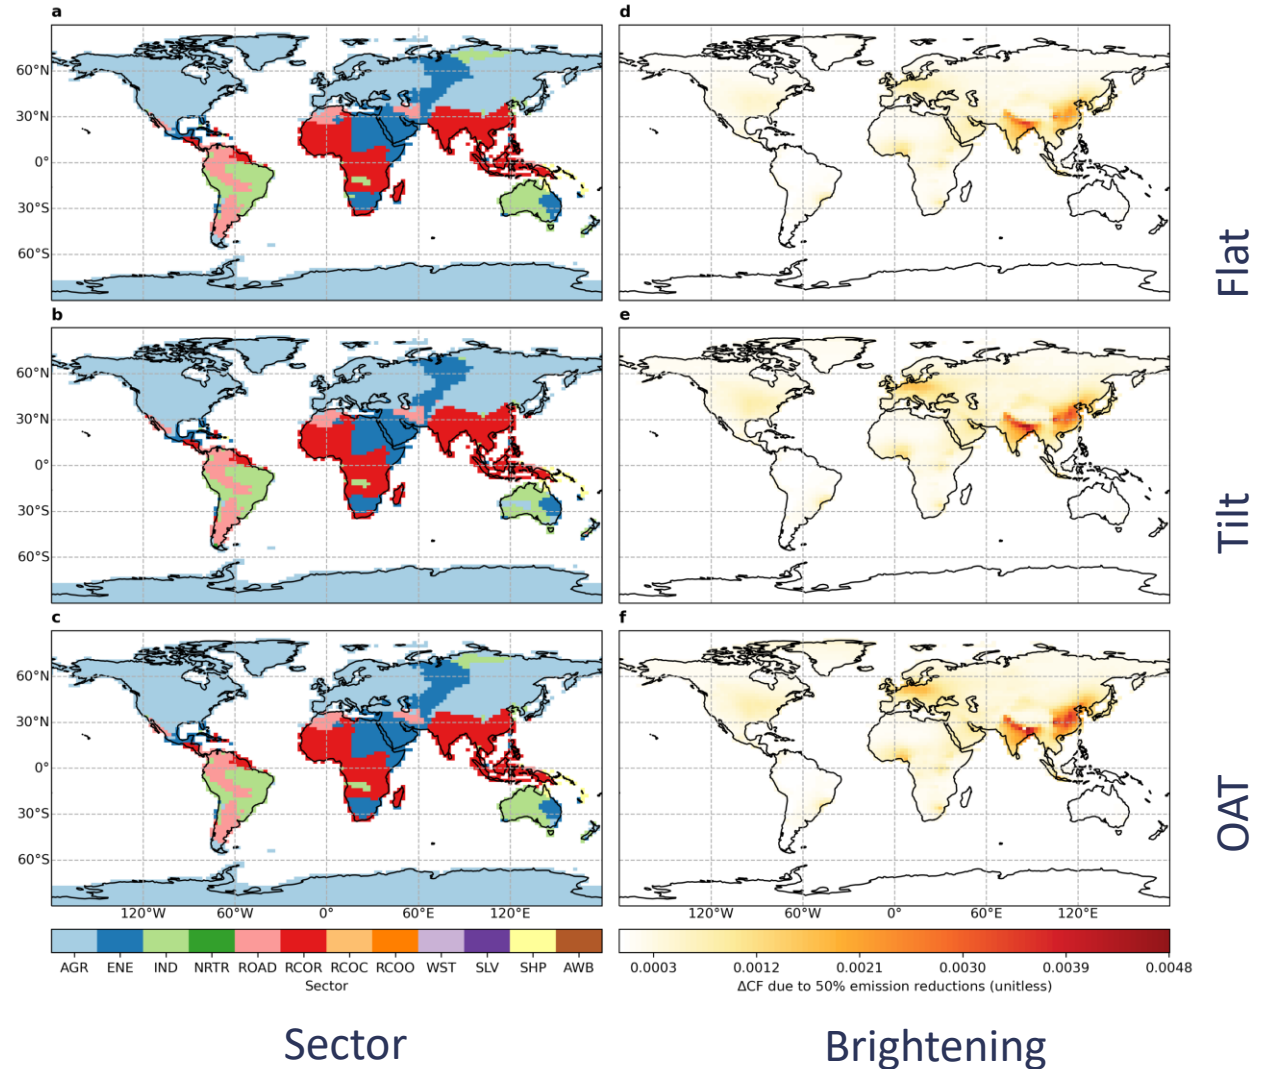 a
60°N
30°N
0°
30°S
60°S
d
Flat
b
60°N
30°N
0°
30°S
60°S
e
Tilt
c
60°N
30°N
0°
30°S
60°S
120°W 60°W 0° 60°E 120°E
f
120°W 60°W 0° 60°E 120°E
OAT
AGR ENE IND NRTR ROAD RCOR RCOC RCOO WST SLV SHP AWB
Sector
0.0003 0.0012 0.0021 0.0030 0.0039 0.0048
ΔCF due to 50% emission reductions (unitless)
Sector
Brightening